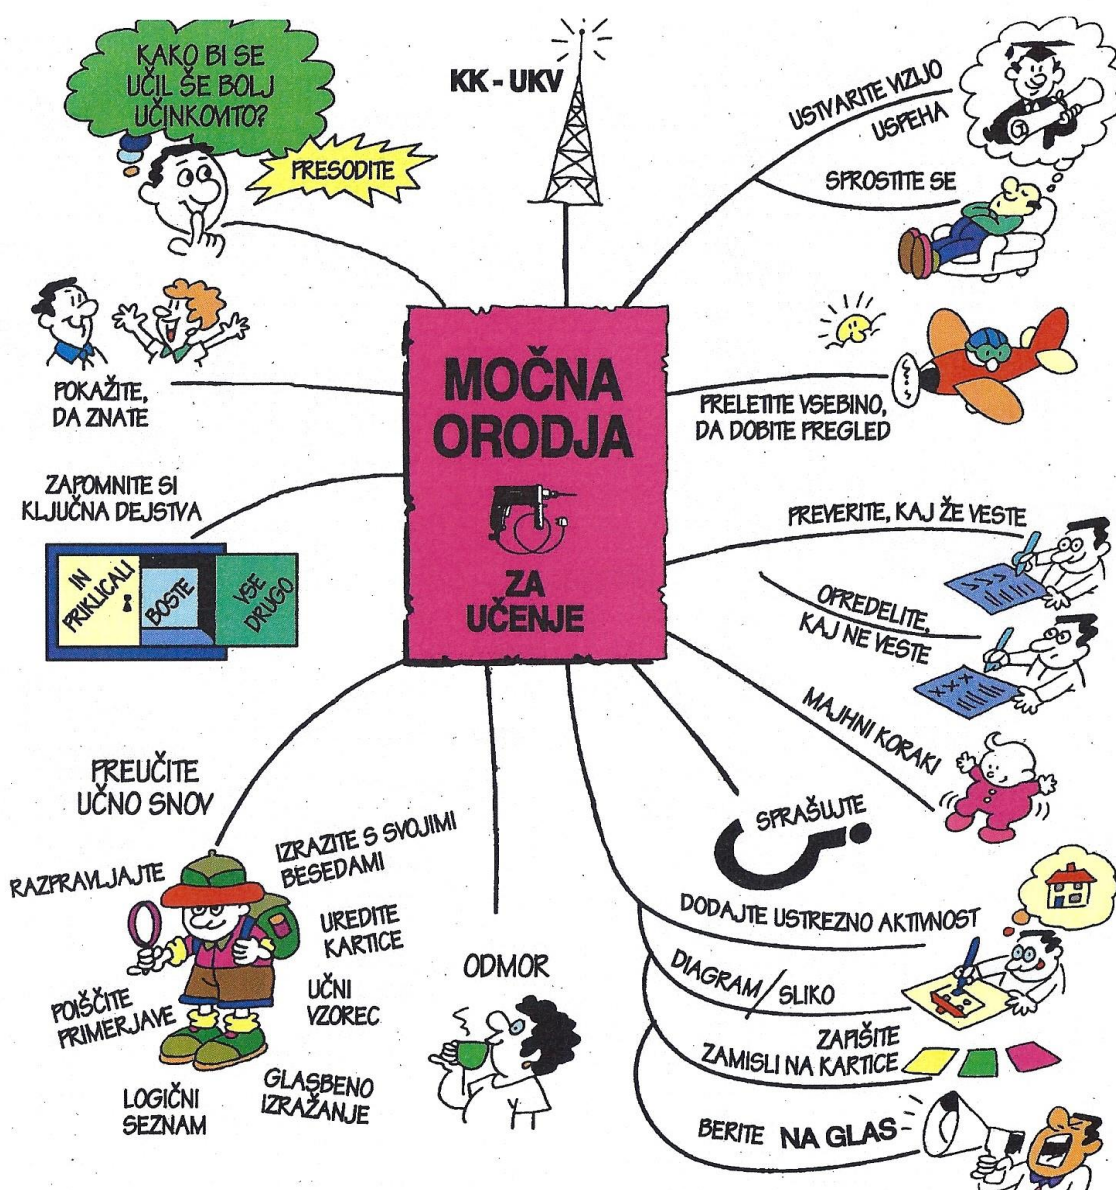 KAKO BI SE
UČIL ŠE BOLJ
UČINKOVITO?
PRESODITE
KK - UKV
USTVARITE VIZIJO
USPEHA
SPROSTITE SE
PRELETITE VSEBINO,
DA DOBITE PREGLED
PREVERITE, KAJ ŽE VESTE
OPREDELITE,
KAJ NE VESTE
MAJHNI KORAKI
SPRAŠUJTE
DODAJTE USTREZNO AKTIVNOST
DIAGRAM/SLIKO
ZAPIŠITE
ZAMISLI NA KARTICE
BERITE NA GLAS
ODMOR
PREUČITE
UČNO SNOV
IZRAZITE S SVOJIMI
BESEDAMI
UREDITE
KARTICE
UČNI
VZOREC
GLASBENO
IZRAŽANJE
LOGIČNI
SEZNAM
POIŠČITE
PRIMERJAVE
RAZPRAVLJAJTE
ZAPOMNITE SI
KLJUČNA DEJSTVA
IN
PRIKLICALI
BOSTE
VSE
DRUGO
POKAŽITE,
DA ZNATE
MOČNA
ORODJA
ZA
UČENJE